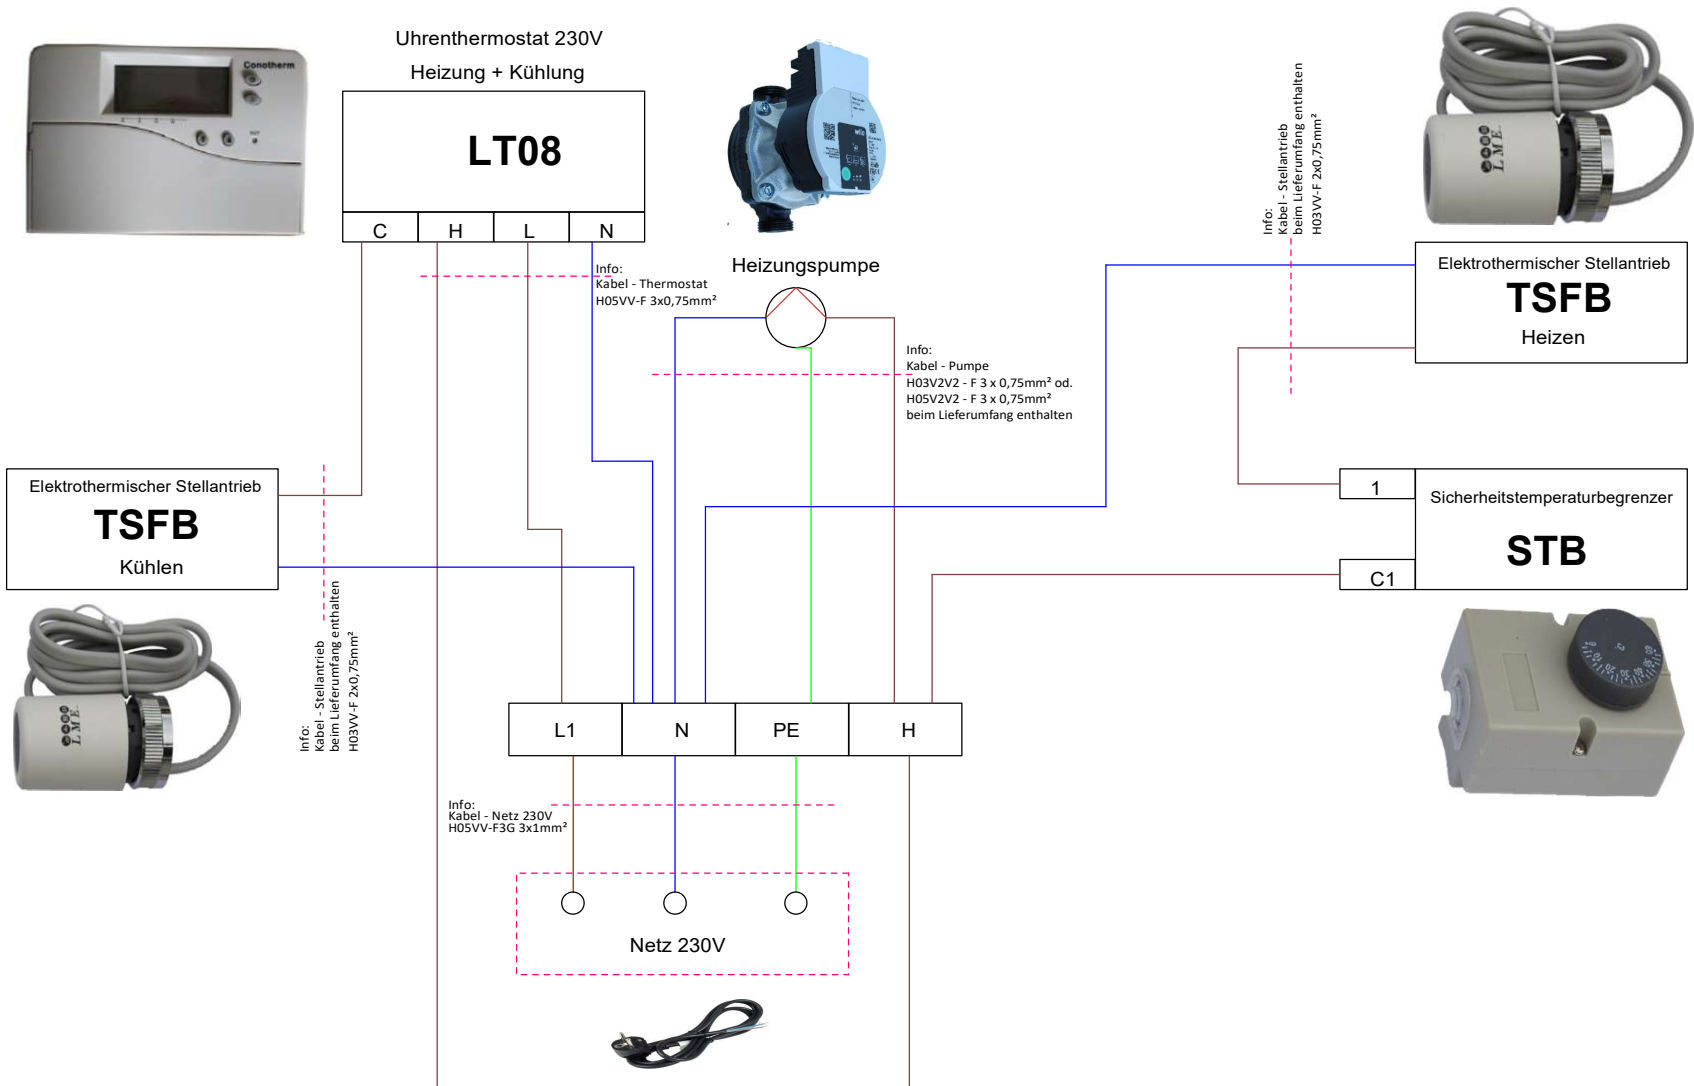 Uhrenthermostat 230V
Heizung + Kühlung
LT08
C
H
L
N
Conotherm
Info:
Kabel - Thermostat
H05VV-F 3x0,75mm²
wilo
Heizungspumpe
Info:
Kabel - Pumpe
H03V2V2 - F 3 x 0,75mm² od.
H05V2V2 - F 3 x 0,75mm²
beim Lieferumfang enthalten
Info:
Kabel - Stellantrieb
beim Lieferumfang enthalten
H03VV-F 2x0,75mm²
LME
Elektrothermischer Stellantrieb
TSFB
Heizen
Elektrothermischer Stellantrieb
TSFB
Kühlen
Info:
Kabel - Stellantrieb
beim Lieferumfang enthalten
H03VV-F 2x0,75mm²
LME
1
Sicherheitstemperaturbegrenzer
STB
C1
L1
N
PE
H
Info:
Kabel - Netz 230V
H05VV-F3G 3x1mm²
Netz 230V